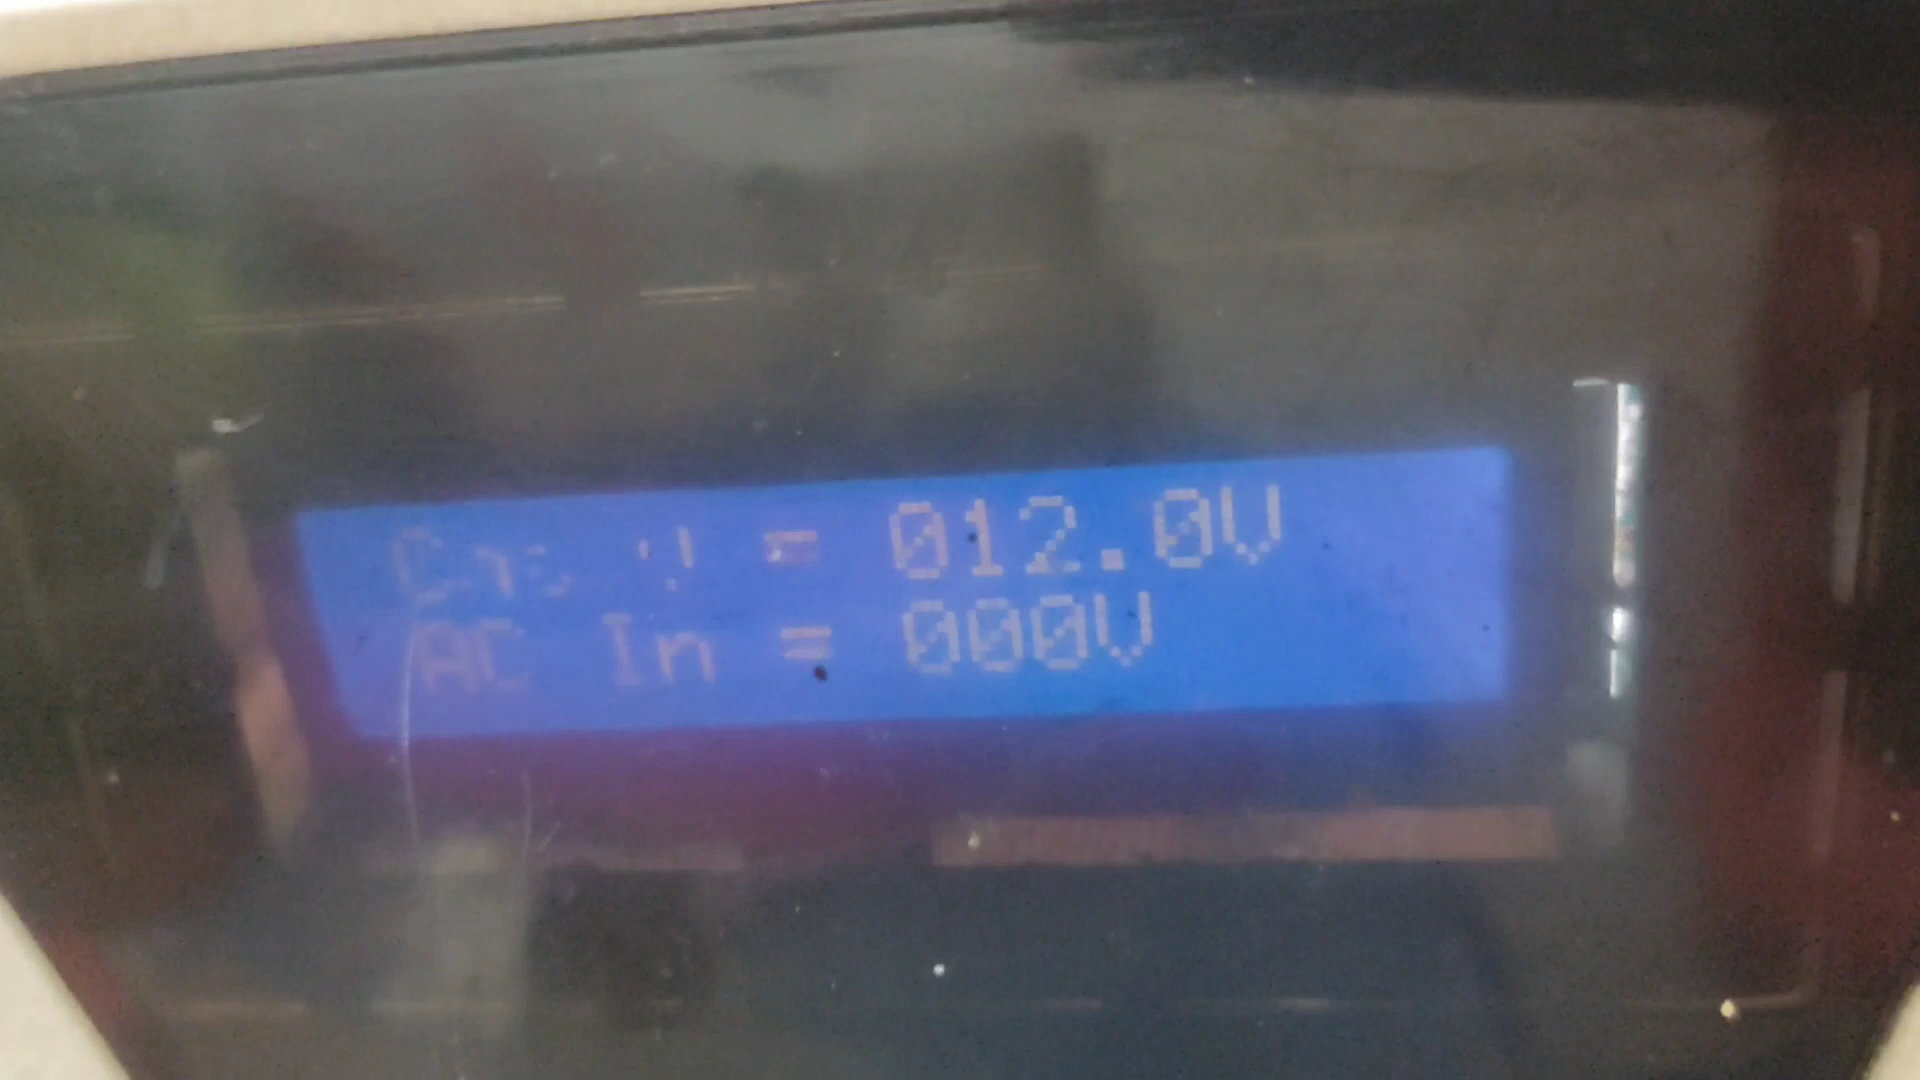 = 012.0V
AC In = 000V